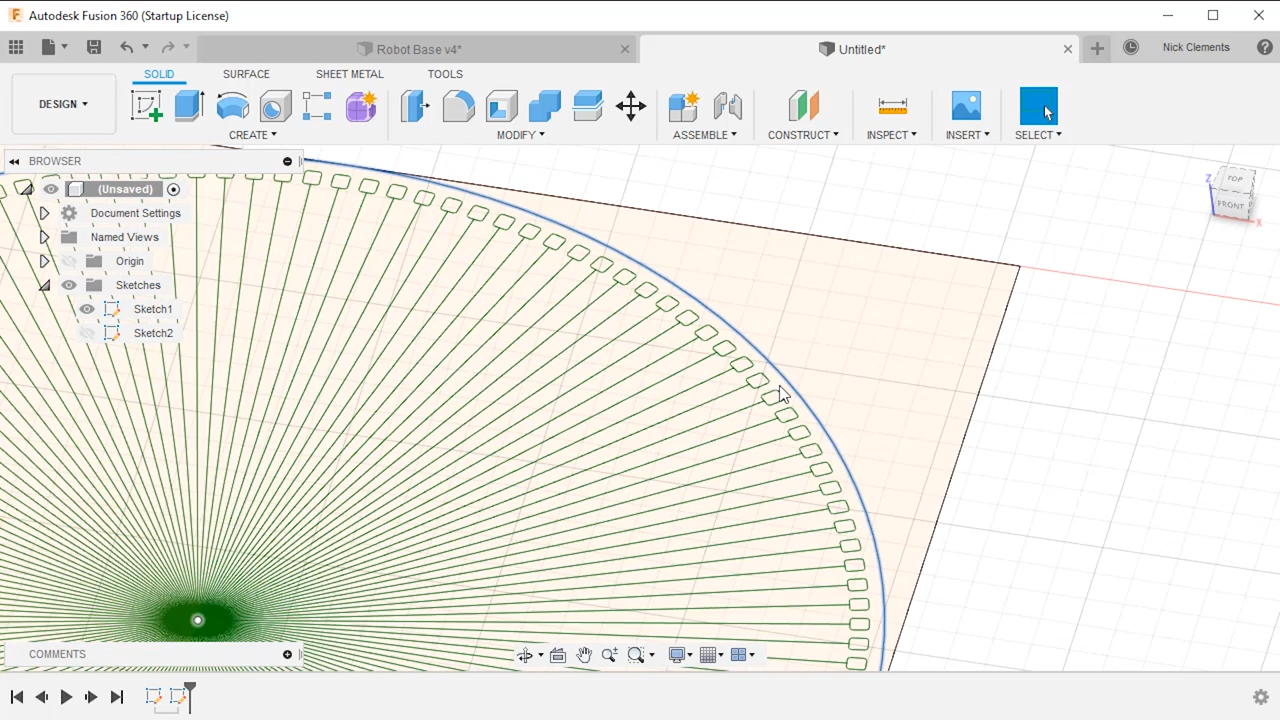 Autodesk Fusion 360 (Startup License)
Robot Base v4*
Untitled*
Nick Clements
DESIGN
SOLID
SURFACE
SHEET METAL
TOOLS
CREATE
MODIFY
ASSEMBLE
CONSTRUCT
INSPECT
INSERT
SELECT
BROWSER
(Unsaved)
Document Settings
Named Views
Origin
Sketches
Sketch1
Sketch2
TOP
FRONT
Z
X
COMMENTS